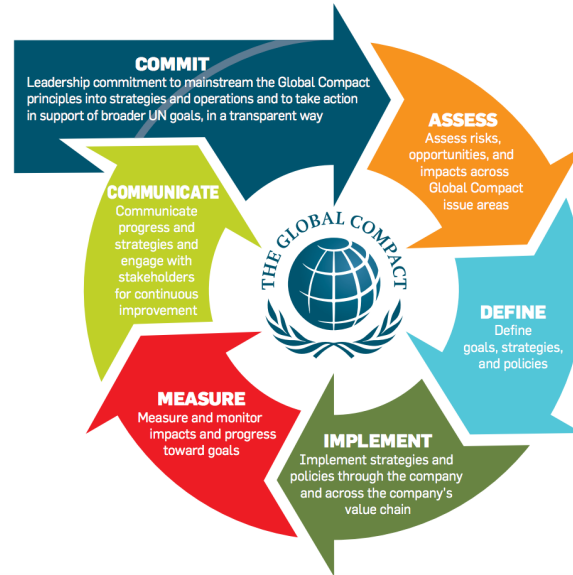 COMMIT
Leadership commitment to mainstream the Global Compact
principles into strategies and operations and to take action
in support of broader UN goals, in a transparent way
ASSESS
Assess risks,
opportunities, and
impacts across
Global Compact
issue areas
DEFINE
Define
goals, strategies,
and policies
IMPLEMENT
Implement strategies and
policies through the company
and across the company's
value chain
MEASURE
Measure and monitor
impacts and progress
toward goals
COMMUNICATE
Communicate
progress and
strategies and
engage with
stakeholders
for continuous
improvement
THE GLOBAL COMPACT